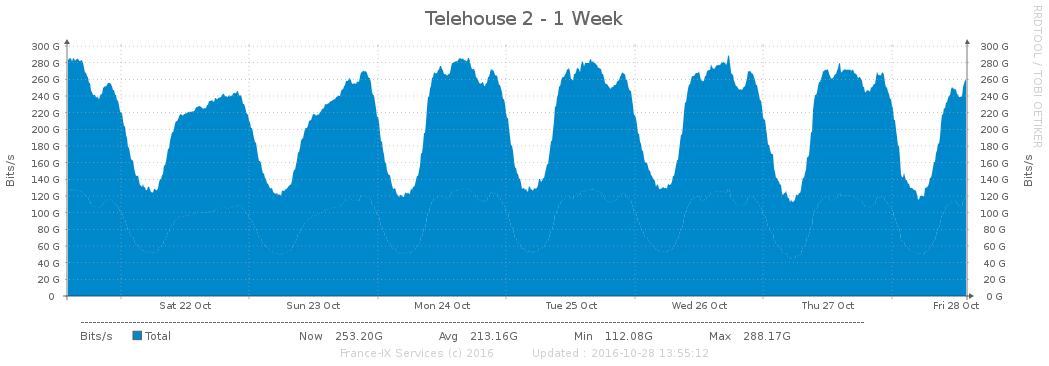 Telehouse 2 - 1 Week
RRDTOOL / TOBI OETIKER
Bits/s
300 G 300 G
280 G 280 G
260 G 260 G
240 G 240 G
220 G 220 G
200 G 200 G
180 G 180 G
160 G 160 G
140 G 140 G
120 G 120 G
100 G 100 G
80 G 80 G
60 G 60 G
40 G 40 G
20 G 20 G
0 0 G
Bits/s
Sat 22 Oct Sun 23 Oct Mon 24 Oct Tue 25 Oct Wed 26 Oct Thu 27 Oct Fri 28 Oct
Bits/s Total Now 253.20G Avg 213.16G Min 112.08G Max 288.17G
France-IX Services (c) 2016 Updated : 2016-10-28 13:55:12